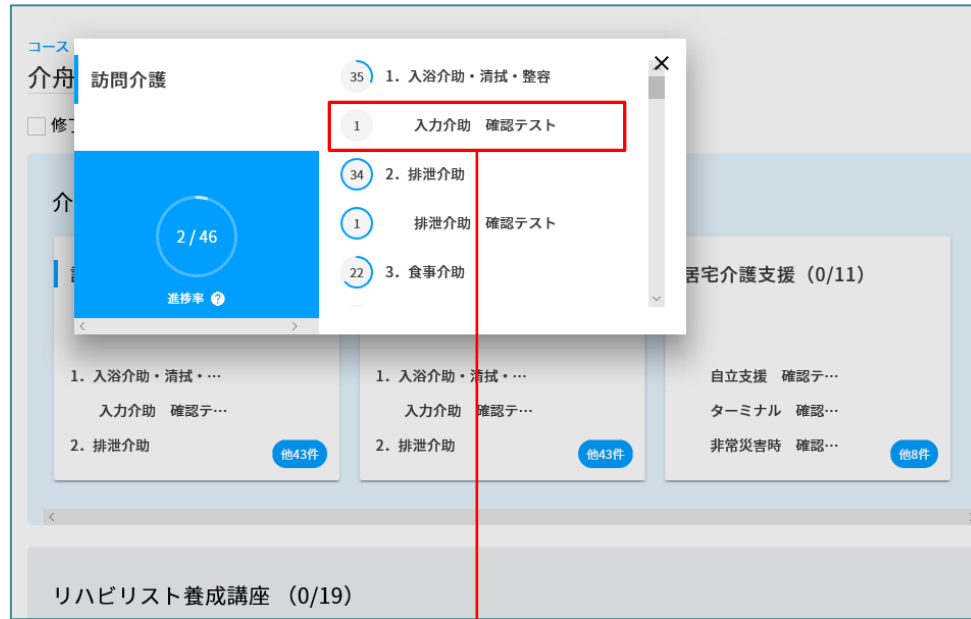 コース
介舟
修
訪問介護
2 / 46
進捗率 ?
35 1. 入浴介助・清拭・整容
1 入力介助 確認テスト
34 2. 排泄介助
1 排泄介助 確認テスト
22 3. 食事介助
介
居宅介護支援（0/11）
1. 入浴介助・清拭・…
入力介助 確認テ…
2. 排泄介助
他43件
1. 入浴介助・清拭・…
入力介助 確認テ…
2. 排泄介助
他43件
自立支援 確認テ…
ターミナル 確認…
非常災害時 確認…
他8件
リハビリスト養成講座 （0/19）